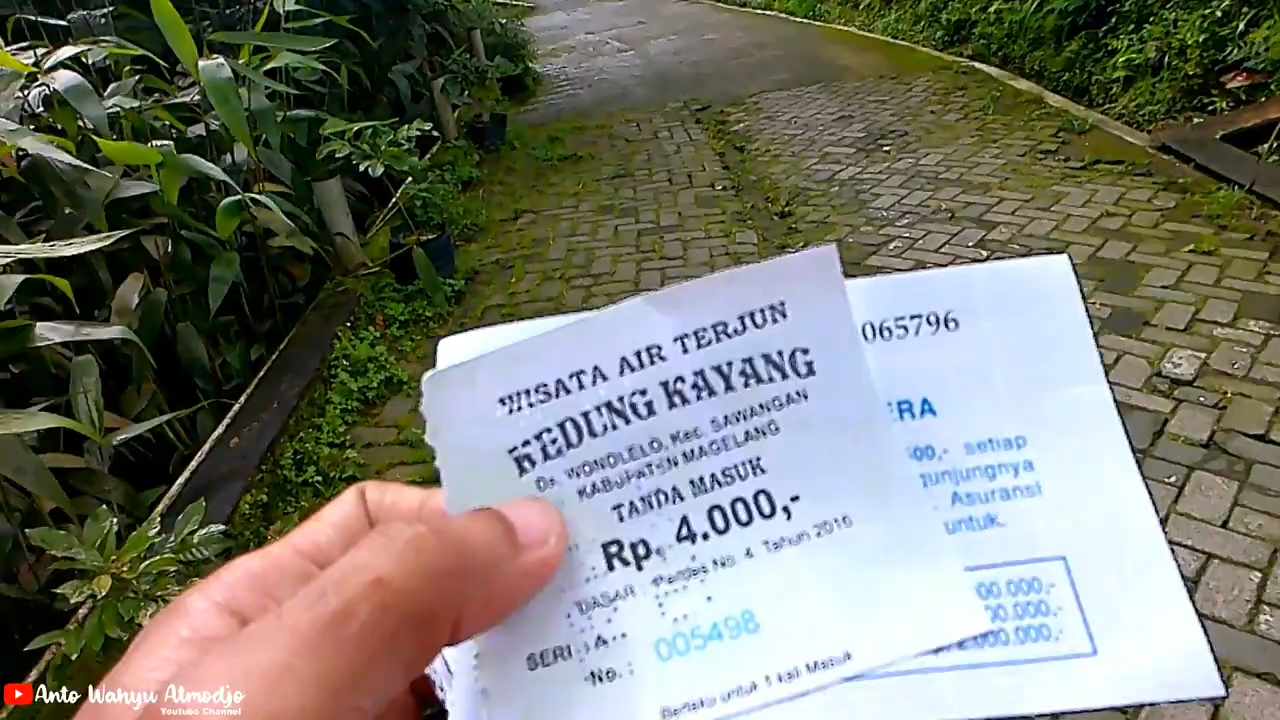 WISATA AIR TERJUN
KEDUNG KAYANG
Ds. WONOLELO, Kec. SAWANGAN
KABUPATEN MAGELANG
TANDA MASUK
Rp. 4.000,-
DASAR : Perdes No. 4 Tahun 2016
SERI : A
No. : 005498
Berlaku untuk 1 kali Masuk
065796
ERA
00,- setiap
unjungnya
Asuransi
untuk.
00.000,-
00.000,-
2.000.000,-
Anto Wahyu Atmodjo
Youtube Channel